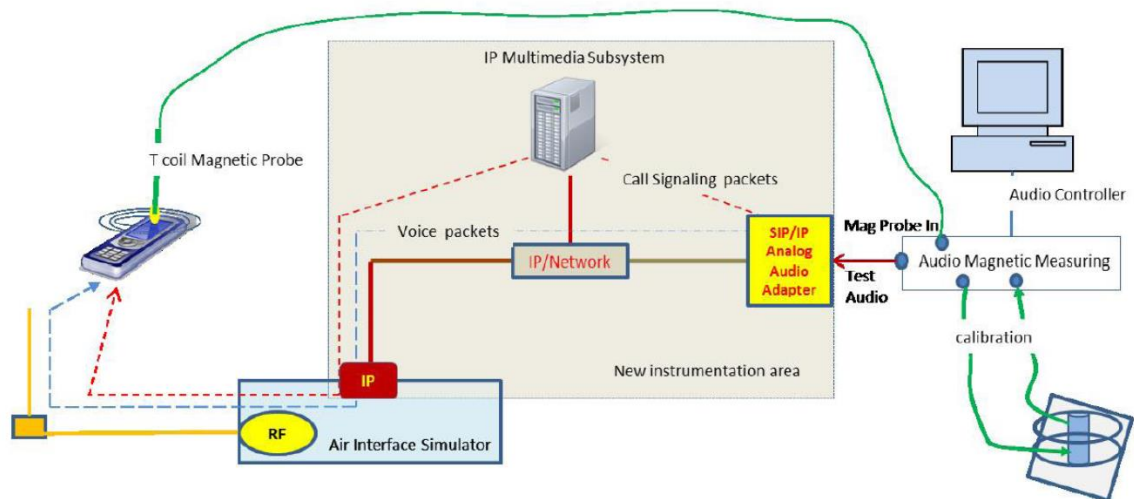 IP Multimedia Subsystem
T coil Magnetic Probe
Call Signaling packets
Audio Controller
Voice packets
Mag Probe In
SIP/IP
Analog
Audio
Adapter
IP/Network
Audio Magnetic Measuring
Test
Audio
calibration
New instrumentation area
IP
RF
Air Interface Simulator